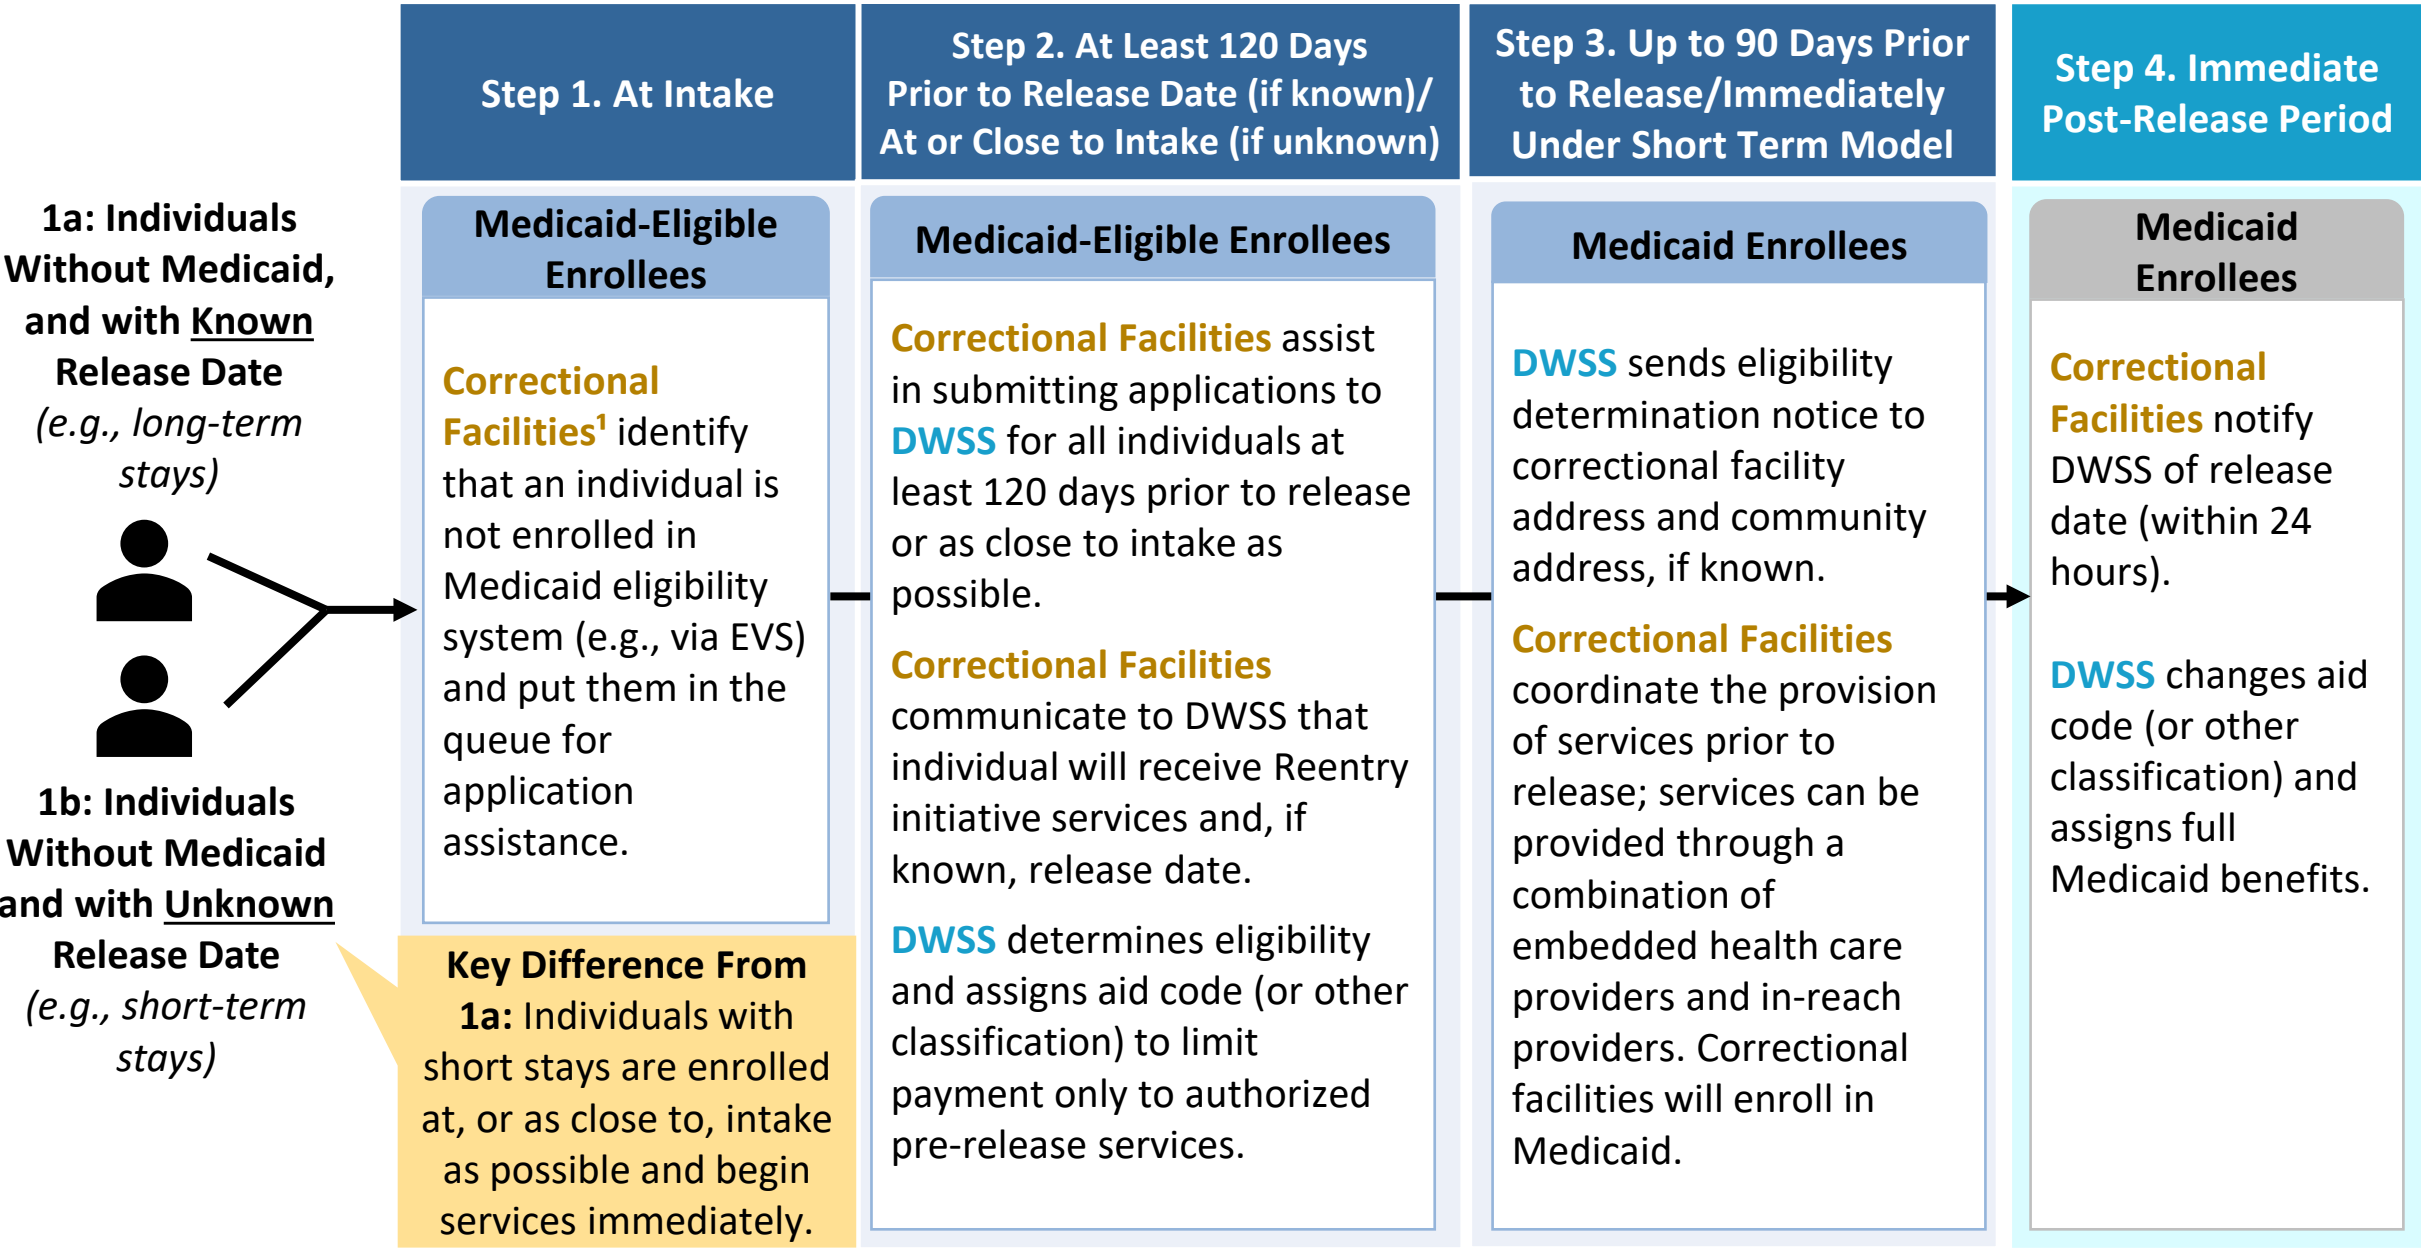 1a: Individuals
Without Medicaid,
and with Known
Release Date
(e.g., long-term
stays)
1b: Individuals
Without Medicaid
and with Unknown
Release Date
(e.g., short-term
stays)
Step 1. At Intake
Medicaid-Eligible
Enrollees
Correctional
Facilities¹ identify
that an individual is
not enrolled in
Medicaid eligibility
system (e.g., via EVS)
and put them in the
queue for
application
assistance.
Key Difference From
1a: Individuals with
short stays are enrolled
at, or as close to, intake
as possible and begin
services immediately.
Step 2. At Least 120 Days
Prior to Release Date (if known)/
At or Close to Intake (if unknown)
Medicaid-Eligible Enrollees
Correctional Facilities assist
in submitting applications to
DWSS for all individuals at
least 120 days prior to release
or as close to intake as
possible.
Correctional Facilities
communicate to DWSS that
individual will receive Reentry
initiative services and, if
known, release date.
DWSS determines eligibility
and assigns aid code (or other
classification) to limit
payment only to authorized
pre-release services.
Step 3. Up to 90 Days Prior
to Release/Immediately
Under Short Term Model
Medicaid Enrollees
DWSS sends eligibility
determination notice to
correctional facility
address and community
address, if known.
Correctional Facilities
coordinate the provision
of services prior to
release; services can be
provided through a
combination of
embedded health care
providers and in-reach
providers. Correctional
facilities will enroll in
Medicaid.
Step 4. Immediate
Post-Release Period
Medicaid
Enrollees
Correctional
Facilities notify
DWSS of release
date (within 24
hours).
DWSS changes aid
code (or other
classification) and
assigns full
Medicaid benefits.